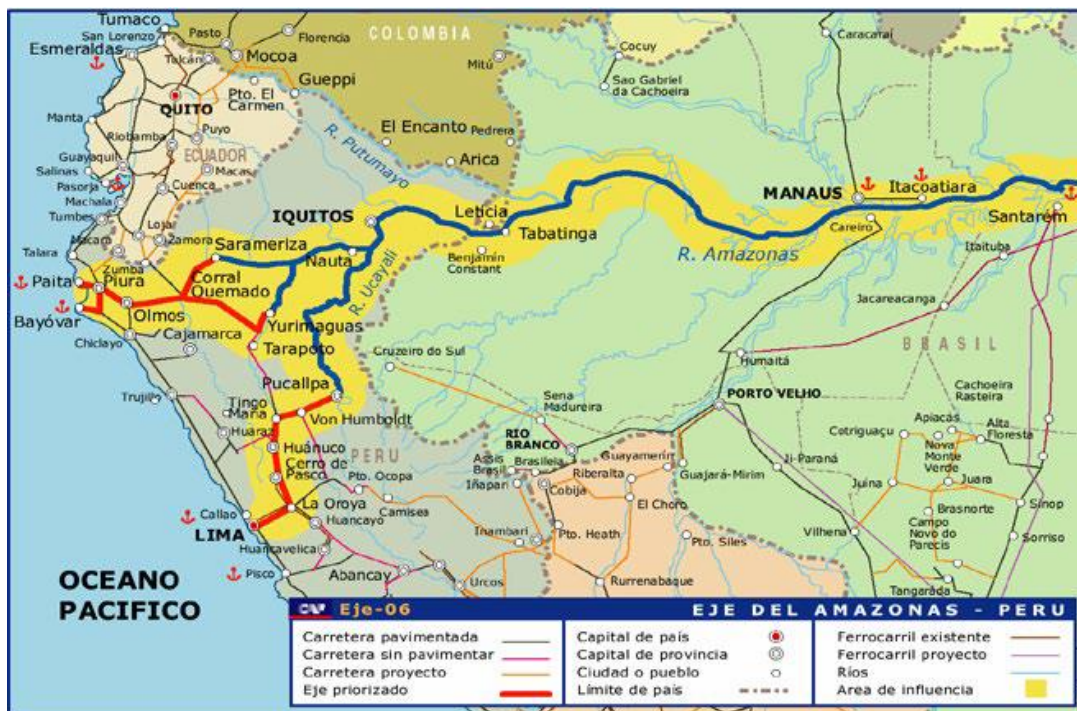 Tumaco
San Lorenzo
Esmeraldas
Pasto
Florencia
COLOMBIA
Cocuy
Caracaraí
Tulcán
Mocoa
Mitú
Sao Gabriel
da Cachoeira
Gueppi
Pto. El
Carmen
QUITO
Manta
Riobamba
Puyo
El Encanto
Pedrera
R. Putumayo
Arica
Guayaquil
ECUADOR
Macas
Salinas
Pasorja
Cuenca
Machala
Tumbes
Loja
Zamora
Macará
Talara
Zumba
MANAUS
Itacoatiara
Santarém
Careiro
IQUITOS
Leticia
Tabatinga
Sarameriza
Nauta
R. Ucayali
Benjamín
Constant
R. Amazonas
Itaituba
Paita
Piura
Corral
Quemado
Bayóvar
Olmos
Yurimaguas
Jacareacanga
Chiclayo
Cajamarca
Tarapoto
Cruzeiro do Sul
Humaitá
BRASIL
Pucallpa
Trujillo
Tingo
María
Von Humboldt
Sena
Madureira
PORTO VELHO
Cachoeira
Rasteira
Huaraz
Huánuco
PERU
RIO
BRANCO
Guayamerín
Cotriguaçu
Apiacas
Alta
Floresta
Nova
Monte
Verde
Cerro de
Pasco
Pto. Ocopa
Assis
Brasil
Brasileia
Riberalta
Guajará-Mirim
Ji-Paraná
Juina
Juara
Iñapari
Cobija
Callao
La Oroya
Camisea
El Choro
Brasnorte
Sinop
LIMA
Huancayo
Inambari
Pto. Heath
Vilhena
Campo
Novo do
Parecis
Sorriso
Huancavelica
Pto. Siles
Pisco
Abancay
Urcos
Rurrenabaque
Tangarada
OCEANO
PACIFICO
CAF Eje-06 EJE DEL AMAZONAS - PERU
Carretera pavimentada
Carretera sin pavimentar
Carretera proyecto
Eje priorizado
Capital de país
Capital de provincia
Ciudad o pueblo
Límite de país
Ferrocarril existente
Ferrocarril proyecto
Ríos
Area de influencia